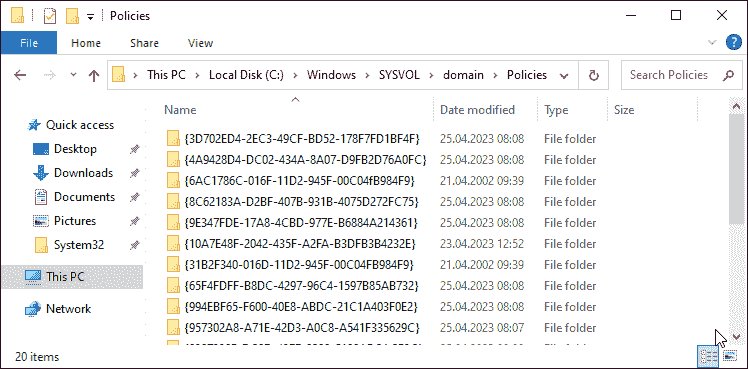 Policies
File Home Share View
This PC Local Disk (C:) Windows SYSVOL domain Policies Search Policies
Name Date modified Type Size
Quick access
Desktop
Downloads
Documents
Pictures
System32
This PC
Network
{3D702ED4-2EC3-49CF-BD52-178F7FD1BF4F} 25.04.2023 08:08 File folder
{4A9428D4-DC02-434A-8A07-D9FB2D76A0FC} 25.04.2023 08:08 File folder
{6AC1786C-016F-11D2-945F-00C04fB984F9} 21.04.2002 09:39 File folder
{8C62183A-D2BF-407B-931B-4075D272FC75} 25.04.2023 08:08 File folder
{9E347FDE-17A8-4CBD-977E-B6884A214361} 25.04.2023 08:08 File folder
{10A7E48F-2042-435F-A2FA-B3DFB3B4232E} 23.04.2023 12:52 File folder
{31B2F340-016D-11D2-945F-00C04FB984F9} 21.04.2002 09:39 File folder
{65F4FDFF-B8DC-4297-96C4-1597B85AB732} 25.04.2023 08:08 File folder
{994EBF65-F600-40E8-ABDC-21C1A403F0E2} 25.04.2023 08:08 File folder
{957302A8-A71E-42D3-A0C8-A541F335629C} 25.04.2023 08:07 File folder
20 items